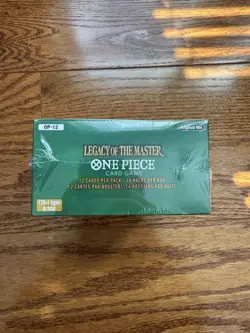 OP-12
LEGACY OF THE MASTER
ONE PIECE
CARD GAME
12 CARDS PER PACK / 24 PACKS PER BOX
12 CARTES PAR BOOSTER / 24 BOOSTERS PAR BOITE